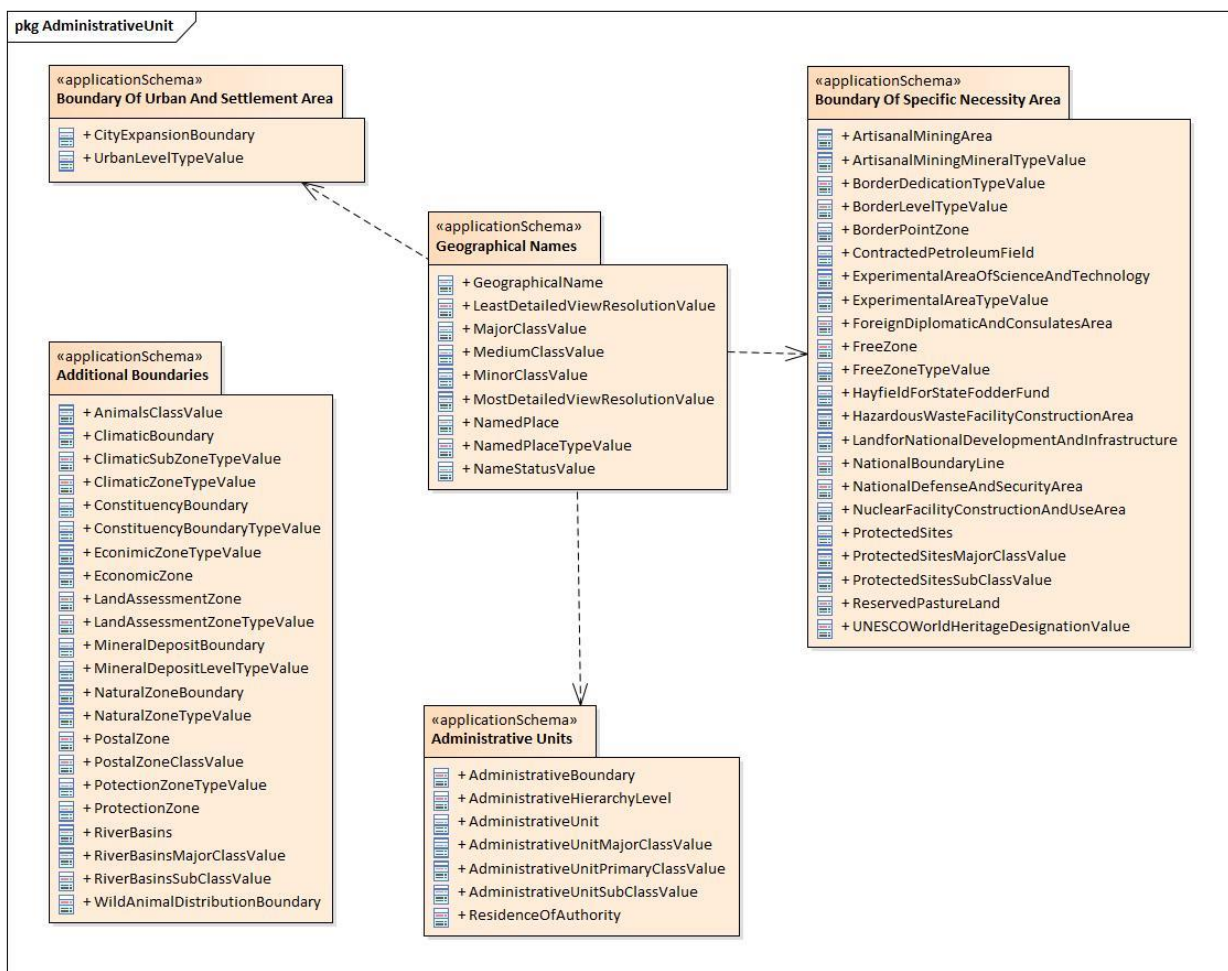 pkg AdministrativeUnit
«applicationSchema»
Boundary Of Urban And Settlement Area
+ CityExpansionBoundary
+ UrbanLevelTypeValue
«applicationSchema»
Boundary Of Specific Necessity Area
+ ArtisanalMiningArea
+ ArtisanalMiningMineralTypeValue
+ BorderDedicationTypeValue
+ BorderLevelTypeValue
+ BorderPointZone
+ ContractedPetroleumField
+ ExperimentalAreaOfScienceAndTechnology
+ ExperimentalAreaTypeValue
+ ForeignDiplomaticAndConsulatesArea
+ FreeZone
+ FreeZoneTypeValue
+ HayfieldForStateFodderFund
+ HazardousWasteFacilityConstructionArea
+ LandforNationalDevelopmentAndInfrastructure
+ NationalBoundaryLine
+ NationalDefenseAndSecurityArea
+ NuclearFacilityConstructionAndUseArea
+ ProtectedSites
+ ProtectedSitesMajorClassValue
+ ProtectedSitesSubClassValue
+ ReservedPastureLand
+ UNESCOWorldHeritageDesignationValue
«applicationSchema»
Geographical Names
+ GeographicalName
+ LeastDetailedViewResolutionValue
+ MajorClassValue
+ MediumClassValue
+ MinorClassValue
+ MostDetailedViewResolutionValue
+ NamedPlace
+ NamedPlaceTypeValue
+ NameStatusValue
«applicationSchema»
Additional Boundaries
+ AnimalsClassValue
+ ClimaticBoundary
+ ClimaticSubZoneTypeValue
+ ClimaticZoneTypeValue
+ ConstituencyBoundary
+ ConstituencyBoundaryTypeValue
+ EconimicZoneTypeValue
+ EconomicZone
+ LandAssessmentZone
+ LandAssessmentZoneTypeValue
+ MineralDepositBoundary
+ MineralDepositLevelTypeValue
+ NaturalZoneBoundary
+ NaturalZoneTypeValue
+ PostalZone
+ PostalZoneClassValue
+ PotectionZoneTypeValue
+ ProtectionZone
+ RiverBasins
+ RiverBasinsMajorClassValue
+ RiverBasinsSubClassValue
+ WildAnimalDistributionBoundary
«applicationSchema»
Administrative Units
+ AdministrativeBoundary
+ AdministrativeHierarchyLevel
+ AdministrativeUnit
+ AdministrativeUnitMajorClassValue
+ AdministrativeUnitPrimaryClassValue
+ AdministrativeUnitSubClassValue
+ ResidenceOfAuthority